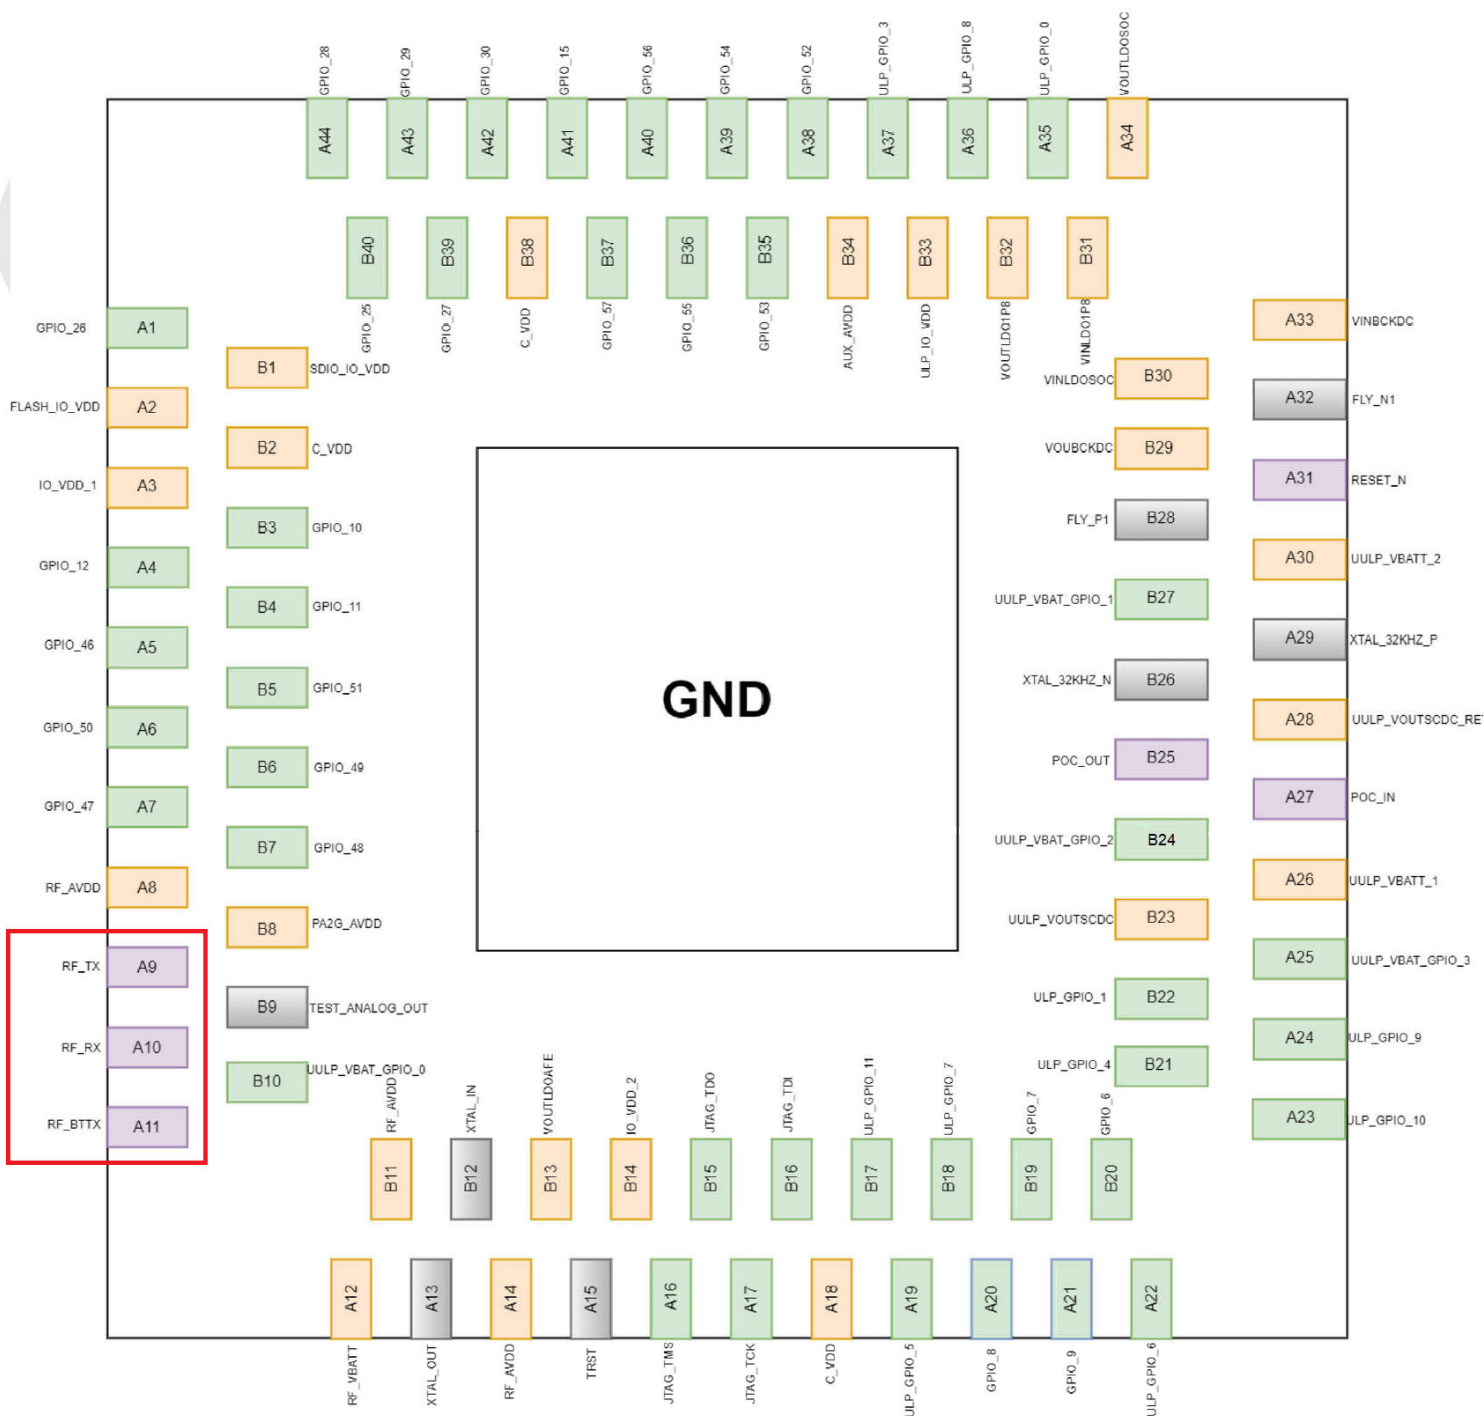 GPIO_28
GPIO_29
GPIO_30
GPIO_15
GPIO_56
GPIO_54
GPIO_52
ULP_GPIO_3
ULP_GPIO_8
ULP_GPIO_0
VOUTLDOSOC
A44
A43
A42
A41
A40
A39
A38
A37
A36
A35
A34
B40
B39
B38
B37
B36
B35
B34
B33
B32
B31
GPIO_25
GPIO_27
C_VDD
GPIO_57
GPIO_55
GPIO_53
AUX_AVDD
ULP_IO_VDD
VOUTLDO1P8
VINLDO1P8
GPIO_26 A1
FLASH_IO_VDD A2
IO_VDD_1 A3
GPIO_12 A4
GPIO_46 A5
GPIO_50 A6
GPIO_47 A7
RF_AVDD A8
RF_TX A9
RF_RX A10
RF_BTTX A11
B1 SDIO_IO_VDD
B2 C_VDD
B3 GPIO_10
B4 GPIO_11
B5 GPIO_51
B6 GPIO_49
B7 GPIO_48
B8 PA2G_AVDD
B9 TEST_ANALOG_OUT
B10 UULP_VBAT_GPIO_0
GND
VINLDOSOC B30
VOUBCKDC B29
FLY_P1 B28
UULP_VBAT_GPIO_1 B27
XTAL_32KHZ_N B26
POC_OUT B25
UULP_VBAT_GPIO_2 B24
UULP_VOUTSCDC B23
ULP_GPIO_1 B22
ULP_GPIO_4 B21
A33 VINBCKDC
A32 FLY_N1
A31 RESET_N
A30 UULP_VBATT_2
A29 XTAL_32KHZ_P
A28 UULP_VOUTSCDC_RE
A27 POC_IN
A26 UULP_VBATT_1
A25 UULP_VBAT_GPIO_3
A24 ULP_GPIO_9
A23 ULP_GPIO_10
RF_AVDD
XTAL_IN
VOUTLDOAFE
IO_VDD_2
JTAG_TDO
JTAG_TDI
ULP_GPIO_11
ULP_GPIO_7
GPIO_7
GPIO_6
B11
B12
B13
B14
B15
B16
B17
B18
B19
B20
A12
A13
A14
A15
A16
A17
A18
A19
A20
A21
A22
RF_VBATT
XTAL_OUT
RF_AVDD
TRST
JTAG_TMS
JTAG_TCK
C_VDD
ULP_GPIO_5
GPIO_8
GPIO_9
ULP_GPIO_6